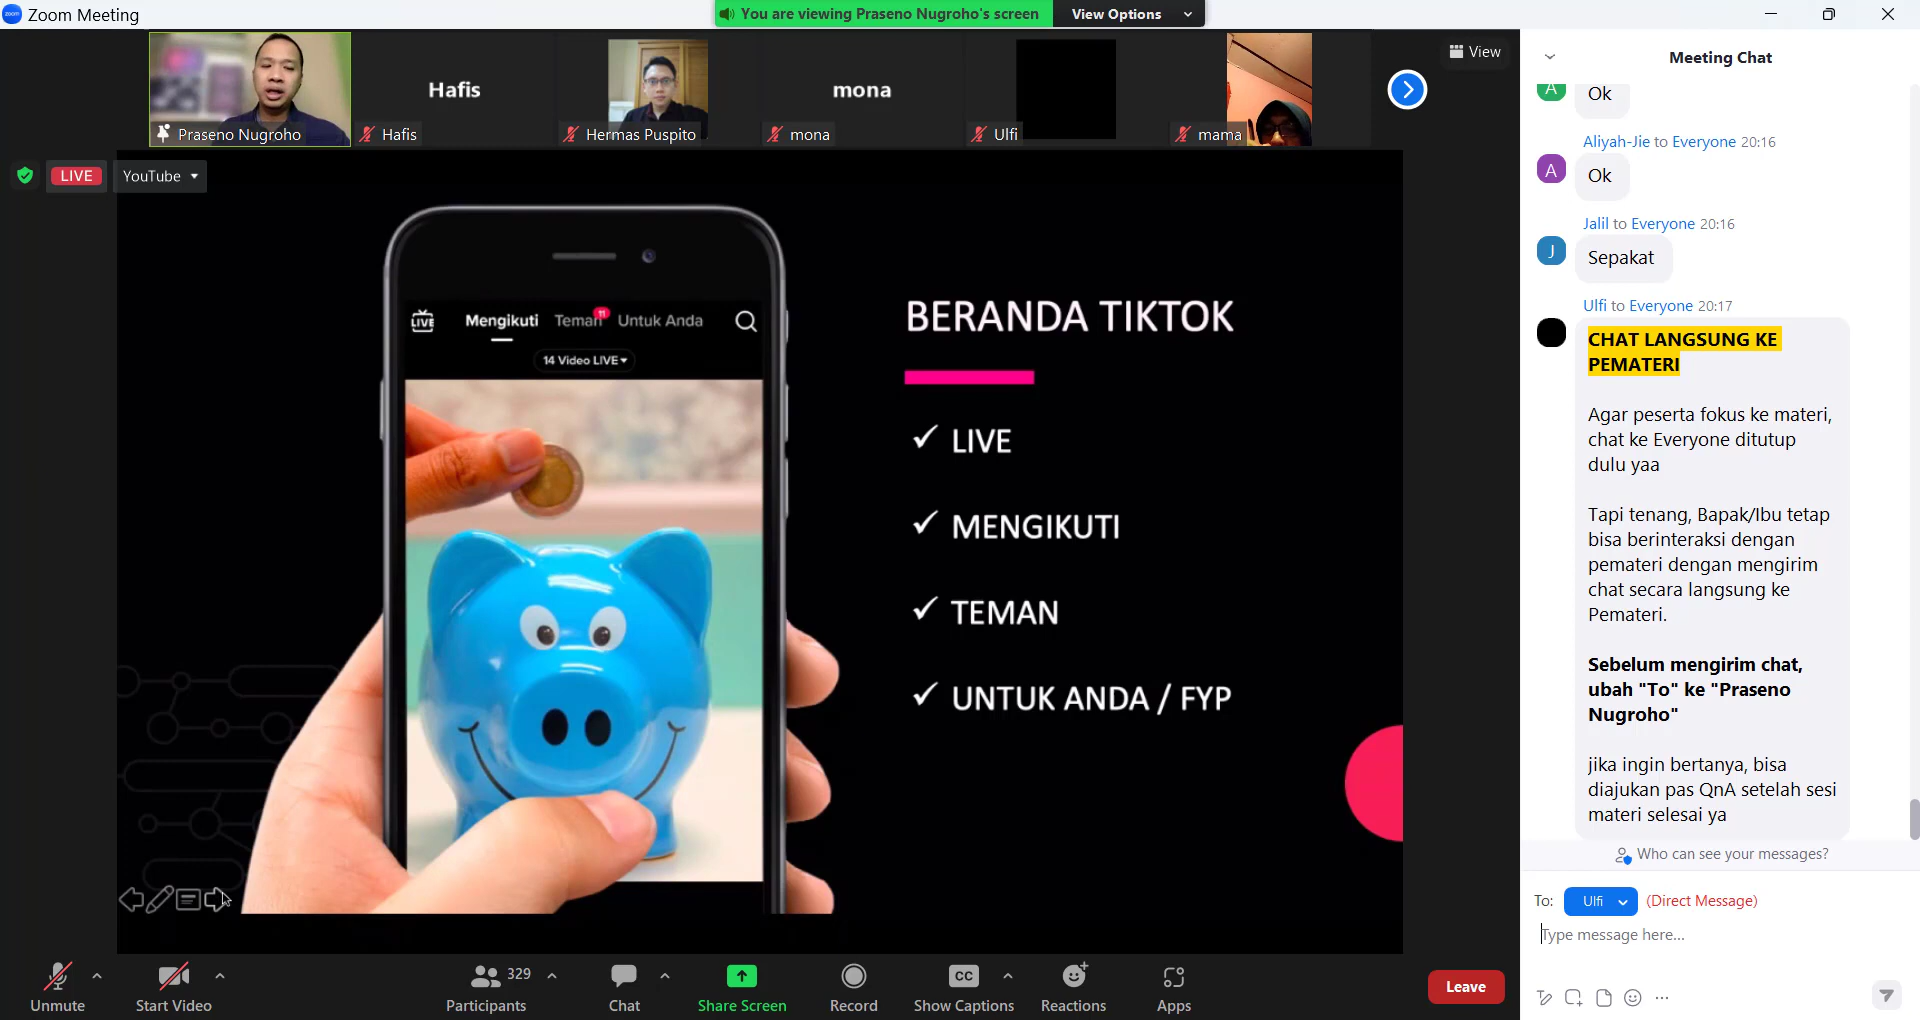 zoom
Zoom Meeting
You are viewing Praseno Nugroho's screen
View Options
Praseno Nugroho
Hafis
Hafis
Hermas Puspito
mona
mona
Ulfi
mama
View
LIVE
YouTube
LIVE
Mengikuti
Teman
11
Untuk Anda
14 Video LIVE
BERANDA TIKTOK
✓ LIVE
✓ MENGIKUTI
✓ TEMAN
✓ UNTUK ANDA / FYP
Unmute
Start Video
329
Participants
Chat
Share Screen
Record
CC
Show Captions
Reactions
Apps
Leave
Meeting Chat
A
Ok
Aliyah-Jie to Everyone 20:16
A
Ok
Jalil to Everyone 20:16
J
Sepakat
Ulfi to Everyone 20:17
CHAT LANGSUNG KE
PEMATERI
Agar peserta fokus ke materi,
chat ke Everyone ditutup
dulu yaa
Tapi tenang, Bapak/Ibu tetap
bisa berinteraksi dengan
pemateri dengan mengirim
chat secara langsung ke
Pemateri.
Sebelum mengirim chat,
ubah "To" ke "Praseno
Nugroho"
jika ingin bertanya, bisa
diajukan pas QnA setelah sesi
materi selesai ya
Who can see your messages?
To: Ulfi (Direct Message)
Type message here...